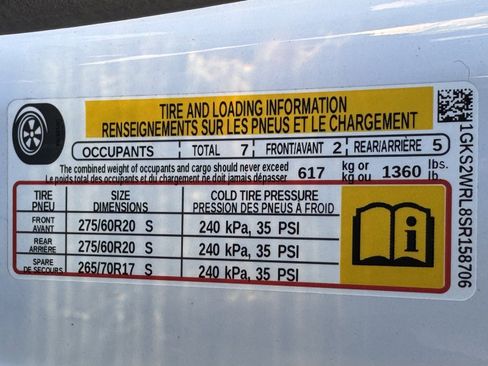 TIRE AND LOADING INFORMATION
RENSEIGNEMENTS SUR LES PNEUS ET LE CHARGEMENT
OCCUPANTS TOTAL 7 FRONT/AVANT 2 REAR/ARRIÈRE 5
The combined weight of occupants and cargo should never exceed 617 kg or 1360 lbs.
Le poids total des occupants et du chargement ne doit jamais dépasser kg ou lb.
TIRE SIZE COLD TIRE PRESSURE
PNEU DIMENSIONS PRESSION DES PNEUS À FROID
FRONT
AVANT 275/60R20 S 240 kPa, 35 PSI
REAR
ARRIÈRE 275/60R20 S 240 kPa, 35 PSI
SPARE
DE SECOURS 265/70R17 S 240 kPa, 35 PSI
1GKS2WRL8SR158706